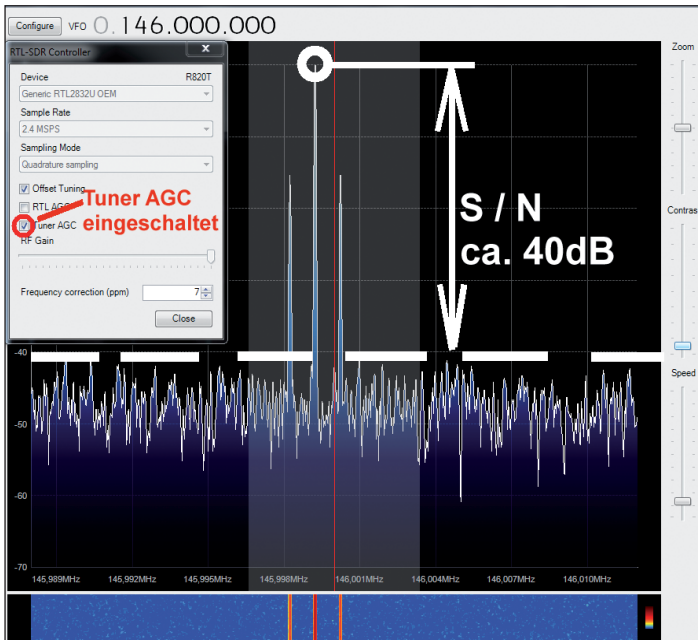 Configure VFO 0.146.000.000
RTL-SDR Controller x
Device R820T
Generic RTL2832U OEM
Sample Rate
2.4 MSPS
Sampling Mode
Quadrature sampling
Offset Tuning
RTL AGC
Tuner AGC
RF Gain
Frequency correction (ppm) 7
Close
Tuner AGC
eingeschaltet
S / N
ca. 40dB
Zoom
Contras
Speed
-40
-50
-60
-70
145,989MHz 145,992MHz 145,995MHz 145,998MHz 146,001MHz 146,004MHz 146,007MHz 146,010MHz